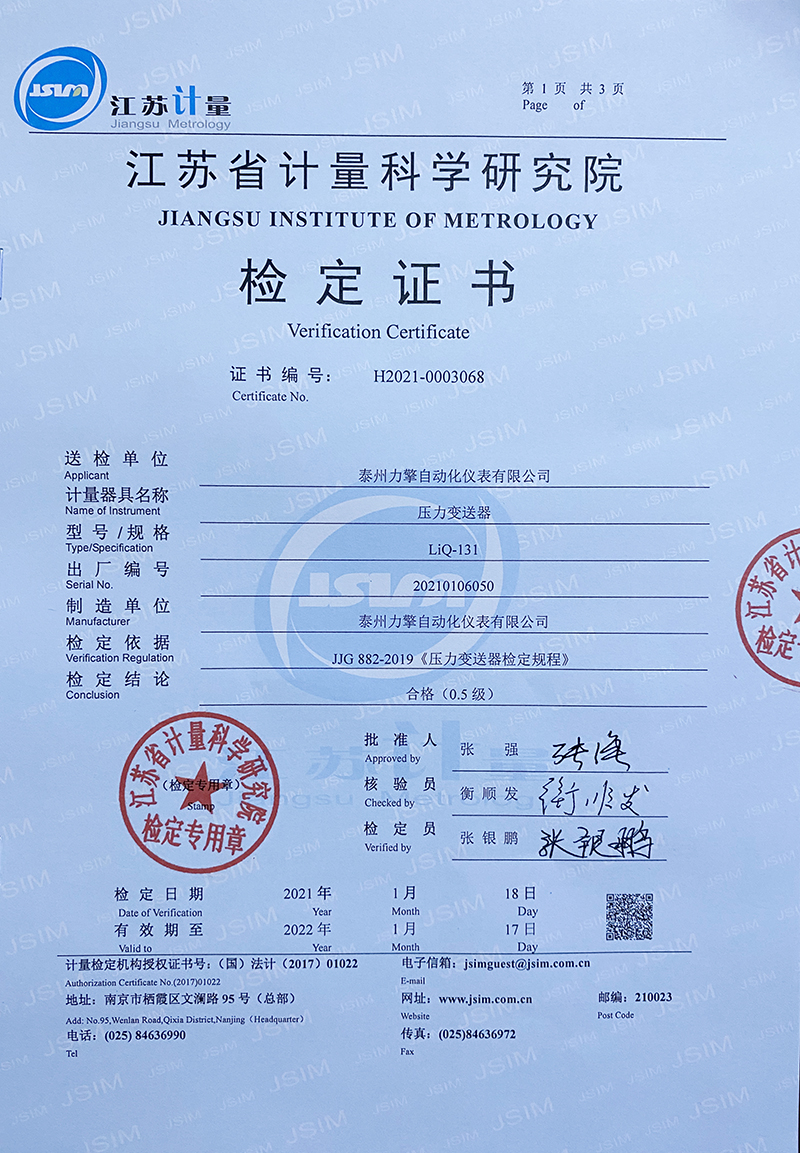 JSIM
江苏计量
Jiangsu Metrology
第 1 页 共 3 页
Page of
江苏省计量科学研究院
JIANGSU INSTITUTE OF METROLOGY
检定证书
Verification Certificate
证书编号： H2021-0003068
Certificate No.
送检单位 泰州力擎自动化仪表有限公司
Applicant
计量器具名称 压力变送器
Name of Instrument
型号/规格 LiQ-131
Type/Specification
出厂编号 20210106050
Serial No.
制造单位 泰州力擎自动化仪表有限公司
Manufacturer
检定依据 JJG 882-2019《压力变送器检定规程》
Verification Regulation
检定结论 合格（0.5 级）
Conclusion
江苏省计量科学研究院
检定专用章
（检定专用章）
Stamp
批准人 张强
Approved by
核验员 衡顺发 衡顺发
Checked by
检定员 张银鹏 张银鹏
Verified by
江苏省计
检定专
检定日期 2021 年 1 月 18 日
Date of Verification Year Month Day
有效期至 2022 年 1 月 17 日
Valid to Year Month Day
计量检定机构授权证书号：（国）法计（2017）01022 电子信箱：jsimguest@jsim.com.cn
Authorization Certificate No.(2017)01022 E-mail
地址：南京市栖霞区文澜路 95 号（总部） 网址：www.jsim.com.cn 邮编：210023
Add: No.95,Wenlan Road,Qixia District,Nanjing（Headquarter） Website Post Code
电话：(025) 84636990 传真：(025)84636972
Tel Fax